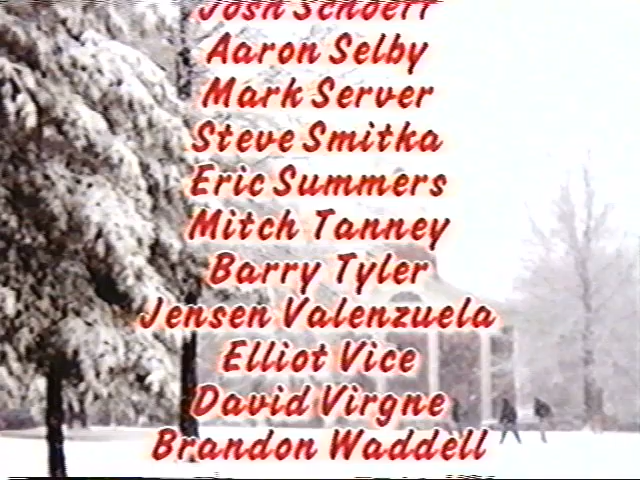 Aaron Selby
Mark Server
Steve Smitka
Eric Summers
Mitch Tanney
Barry Tyler
Jensen Valenzuela
Elliot Vice
David Virgne
Brandon Waddell